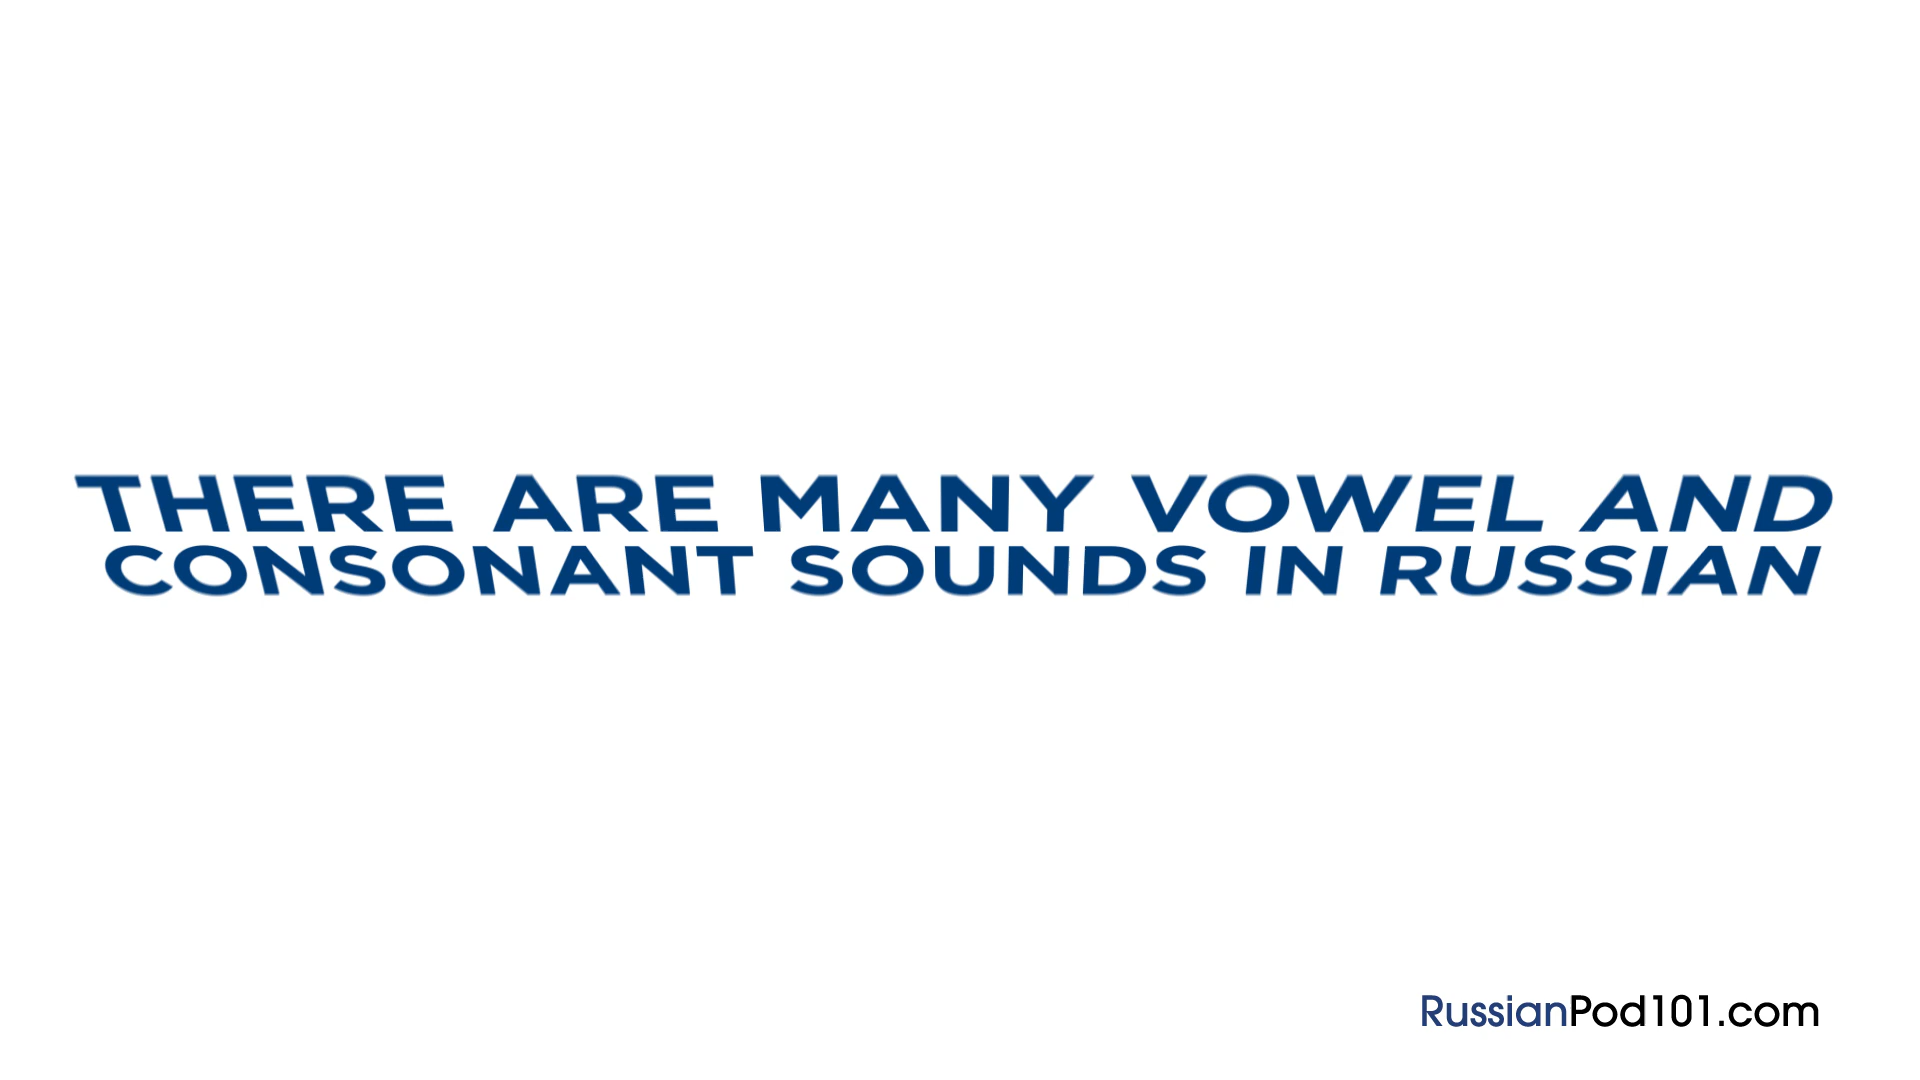 THERE ARE MANY VOWEL AND
CONSONANT SOUNDS IN RUSSIAN
RussianPod101.com